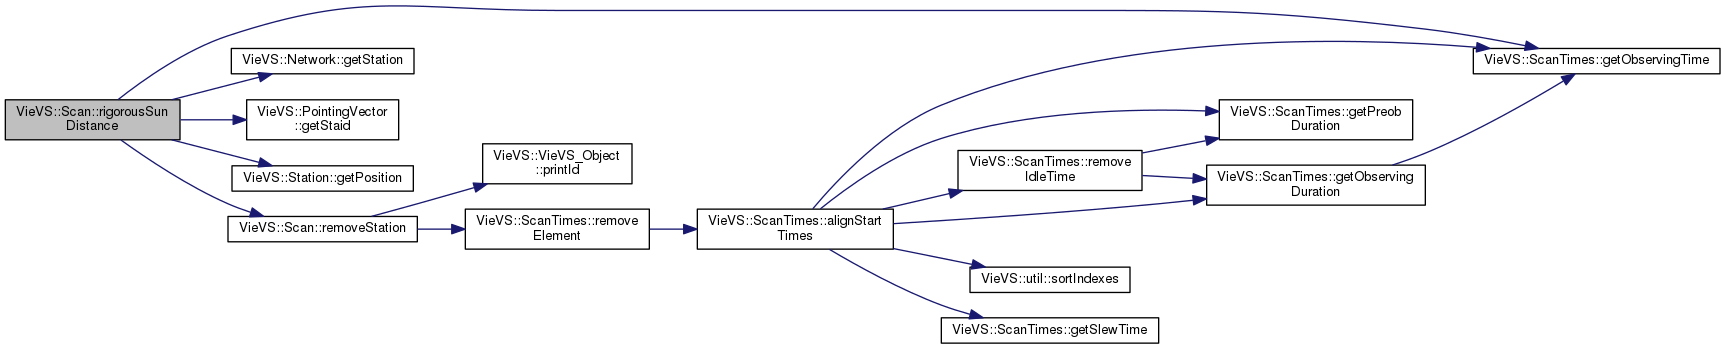 VieVS::Scan::rigorousSun
Distance
VieVS::Network::getStation
VieVS::PointingVector
::getStaid
VieVS::Station::getPosition
VieVS::Scan::removeStation
VieVS::VieVS_Object
::printId
VieVS::ScanTimes::remove
Element
VieVS::ScanTimes::alignStart
Times
VieVS::ScanTimes::remove
IdleTime
VieVS::util::sortIndexes
VieVS::ScanTimes::getSlewTime
VieVS::ScanTimes::getPreob
Duration
VieVS::ScanTimes::getObserving
Duration
VieVS::ScanTimes::getObservingTime